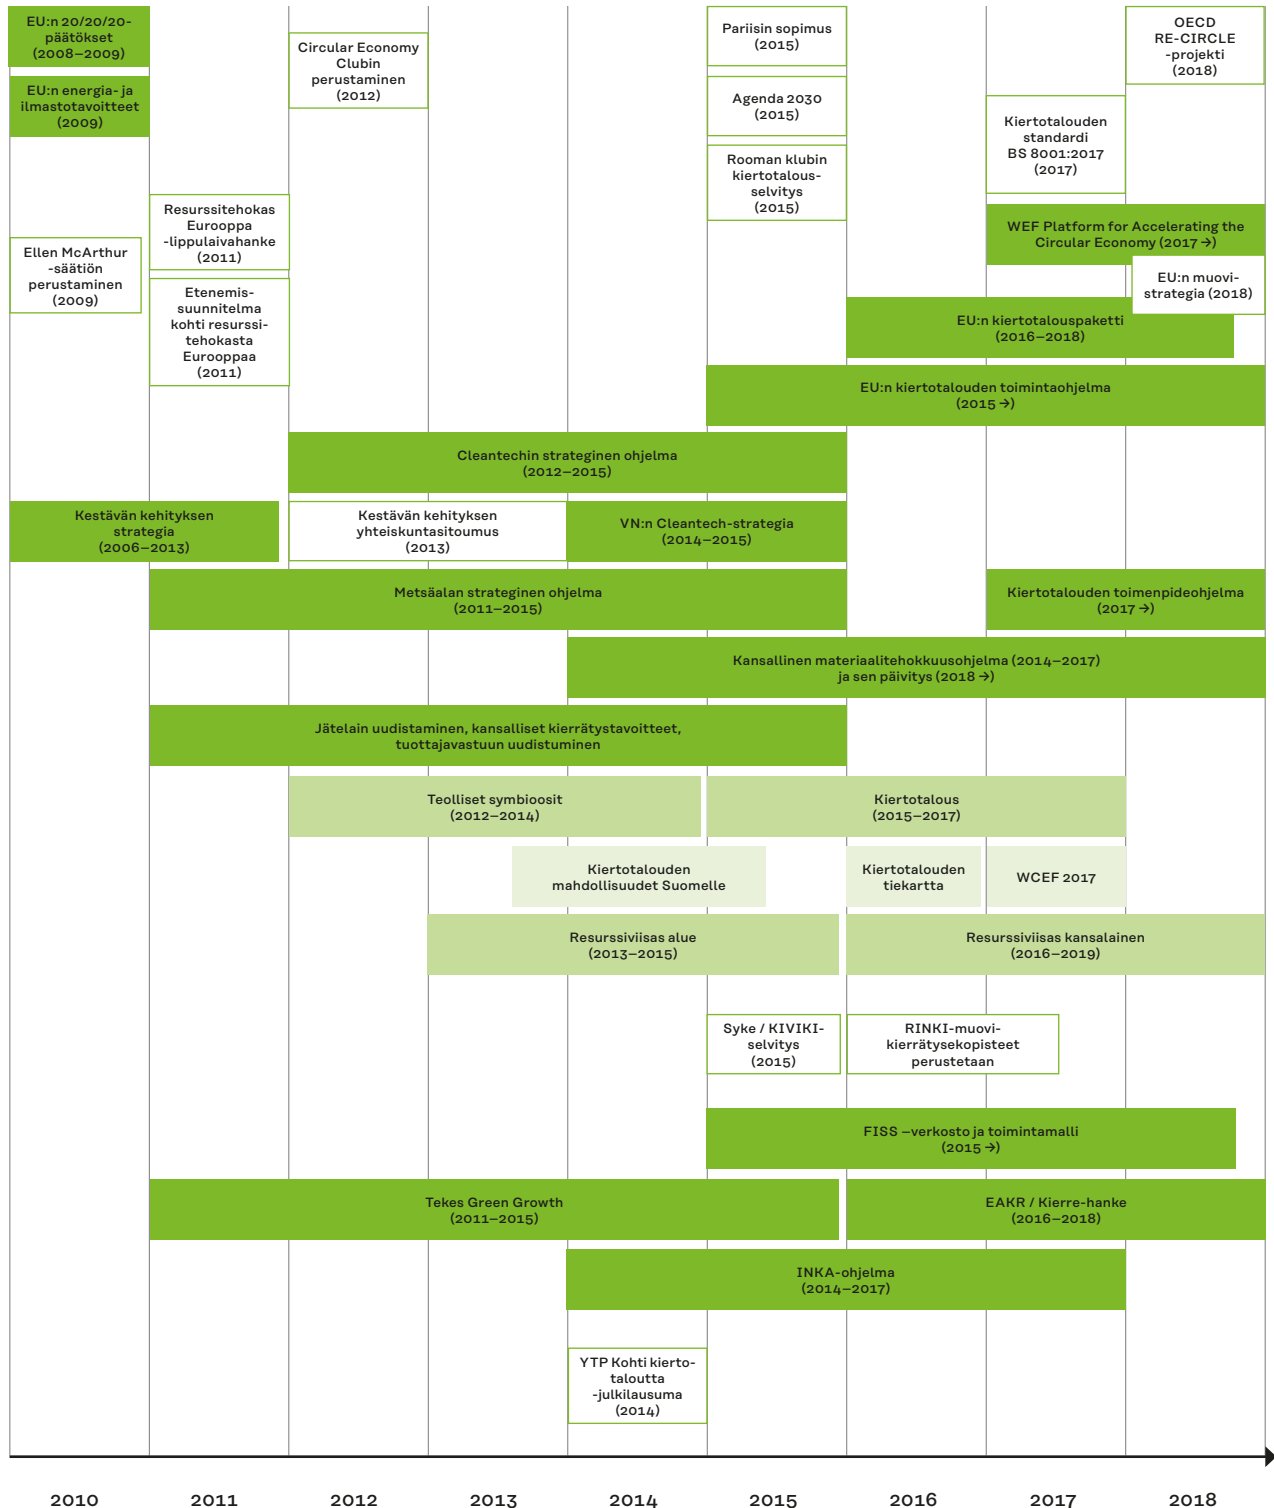 EU:n 20/20/20-
päätökset
(2008–2009)
EU:n energia- ja
ilmastotavoitteet
(2009)
Circular Economy
Clubin
perustaminen
(2012)
Pariisin sopimus
(2015)
Agenda 2030
(2015)
Rooman klubin
kiertotalous-
selvitys
(2015)
OECD
RE-CIRCLE
-projekti
(2018)
Kiertotalouden
standardi
BS 8001:2017
(2017)
Resurssitehokas
Eurooppa
-lippulaivahanke
(2011)
Ellen McArthur
-säätiön
perustaminen
(2009)
Etenemis-
suunnitelma
kohti resurssi-
tehokasta
Eurooppaa
(2011)
WEF Platform for Accelerating the
Circular Economy (2017 →)
EU:n muovi-
strategia (2018)
EU:n kiertotalouspaketti
(2016–2018)
EU:n kiertotalouden toimintaohjelma
(2015 →)
Cleantechin strateginen ohjelma
(2012–2015)
Kestävän kehityksen
strategia
(2006–2013)
Kestävän kehityksen
yhteiskuntasitoumus
(2013)
VN:n Cleantech-strategia
(2014–2015)
Metsäalan strateginen ohjelma
(2011–2015)
Kiertotalouden toimenpideohjelma
(2017 →)
Kansallinen materiaalitehokkuusohjelma (2014–2017)
ja sen päivitys (2018 →)
Jätelain uudistaminen, kansalliset kierrätystavoitteet,
tuottajavastuun uudistuminen
Teolliset symbioosit
(2012–2014)
Kiertotalous
(2015–2017)
Kiertotalouden
mahdollisuudet Suomelle
Kiertotalouden
tiekartta
WCEF 2017
Resurssiviisas alue
(2013–2015)
Resurssiviisas kansalainen
(2016–2019)
Syke / KIVIKI-
selvitys
(2015)
RINKI-muovi-
kierrätysekopisteet
perustetaan
FISS –verkosto ja toimintamalli
(2015 →)
Tekes Green Growth
(2011–2015)
EAKR / Kierre-hanke
(2016–2018)
INKA-ohjelma
(2014–2017)
YTP Kohti kierto-
taloutta
-julkilausuma
(2014)
2010 2011 2012 2013 2014 2015 2016 2017 2018